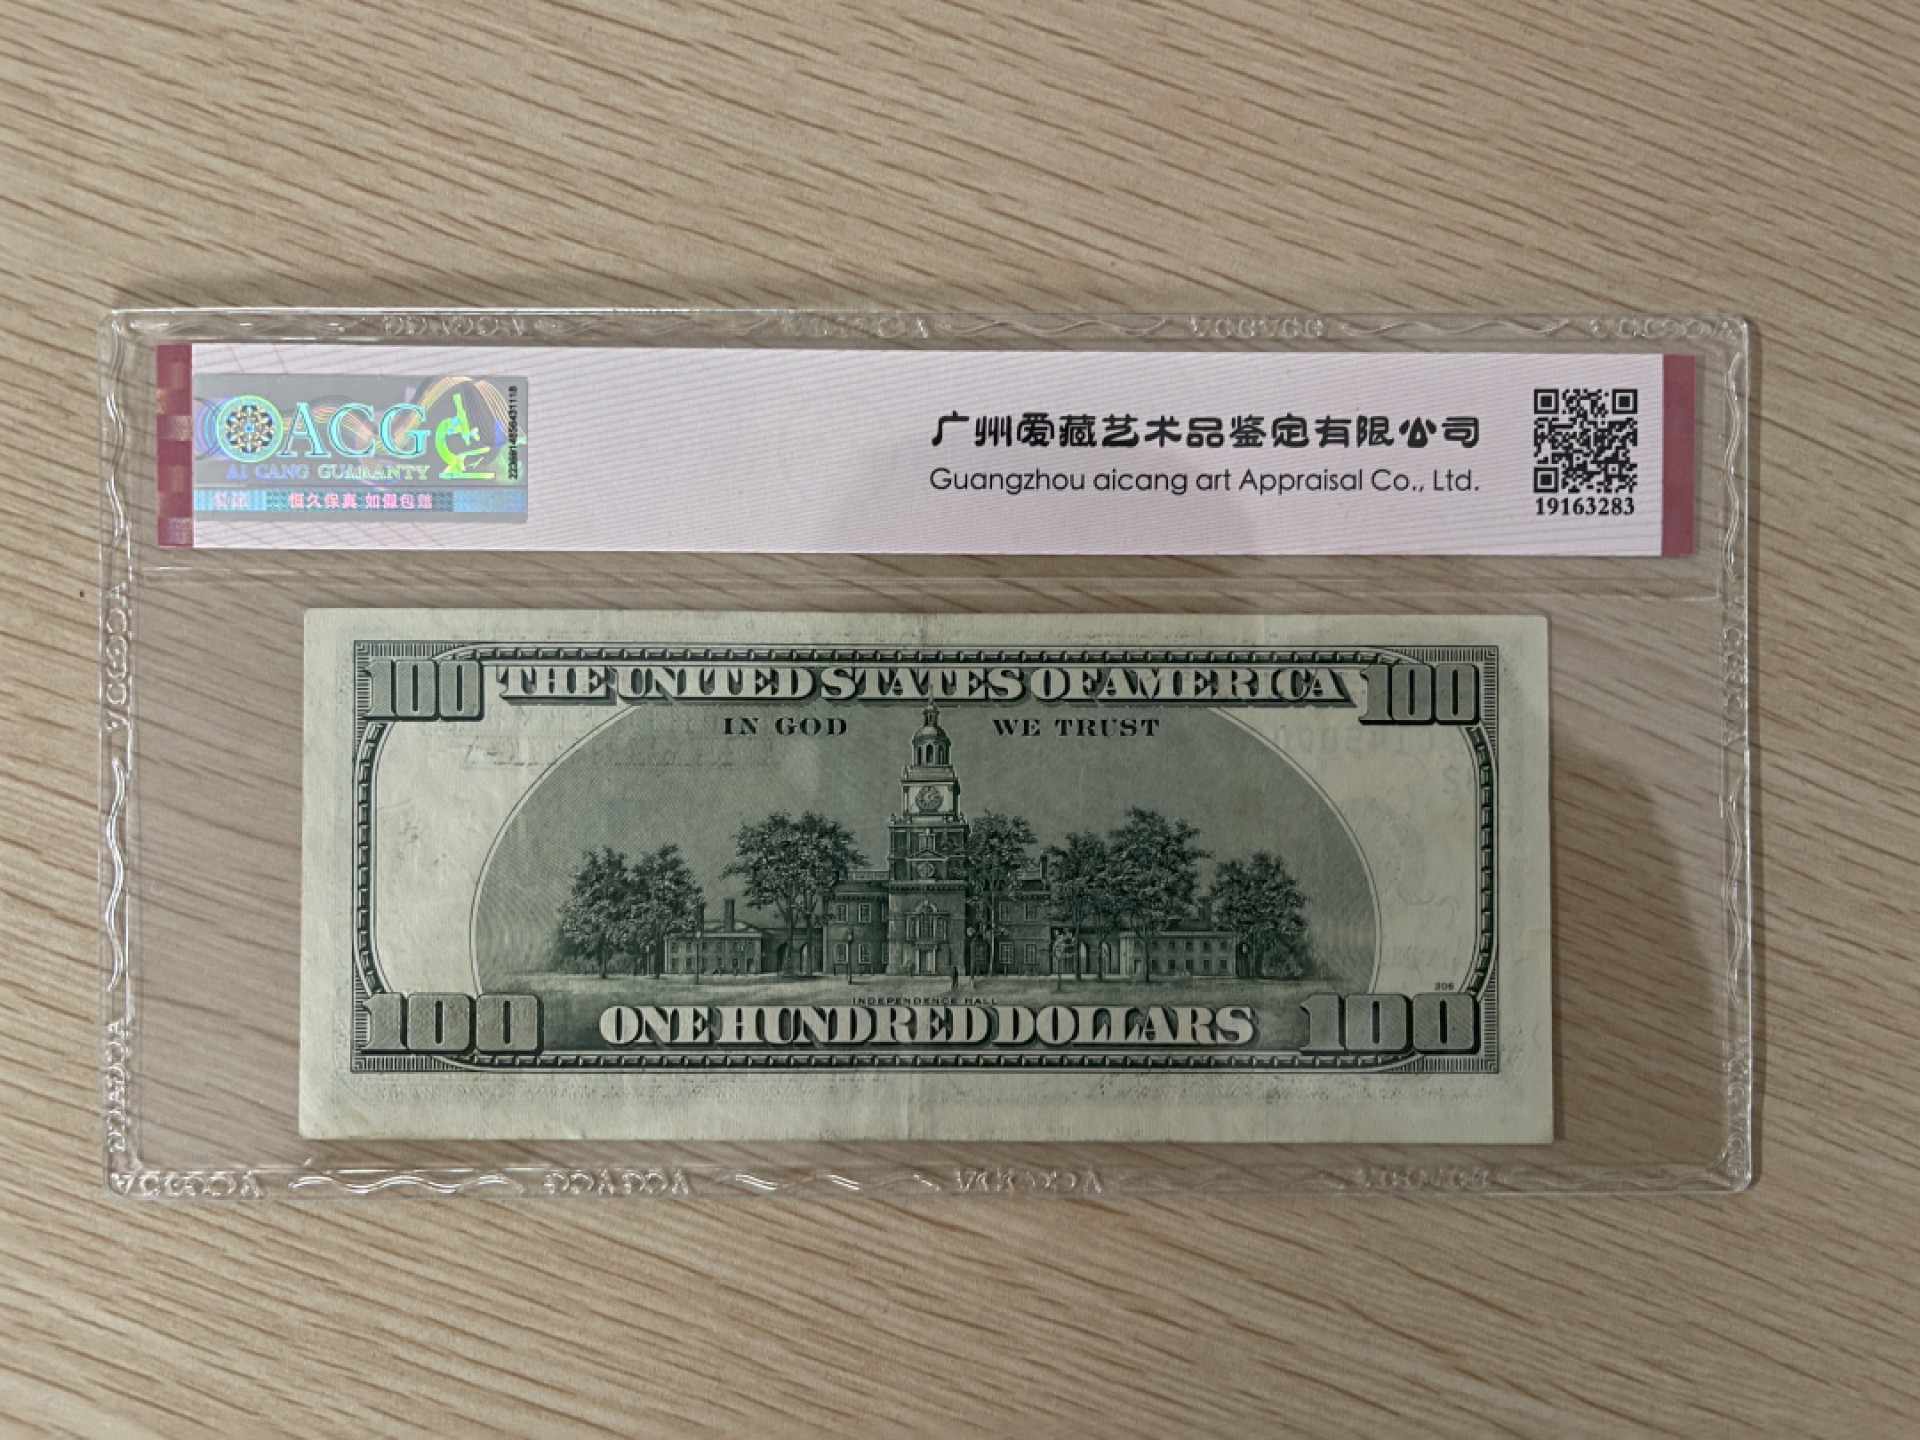 ACG
AI CANG GUARANTY
恒久保真 如假包赔
广州爱藏艺术品鉴定有限公司
Guangzhou aicang art Appraisal Co., Ltd.
19163283
100 THE UNITED STATES OF AMERICA 100
IN GOD WE TRUST
206
INDEPENDENCE HALL
100 ONE HUNDRED DOLLARS 100